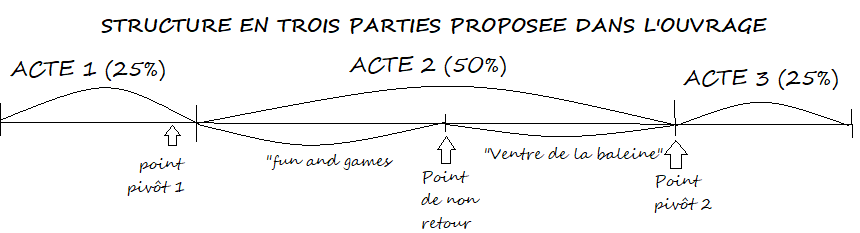 STRUCTURE EN TROIS PARTIES PROPOSEE DANS L'OUVRAGE
ACTE 1 (25%)
ACTE 2 (50%)
ACTE 3 (25%)
point
pivôt 1
"fun and games
Point
de non
retour
"Ventre de la baleine"
Point
pivôt 2